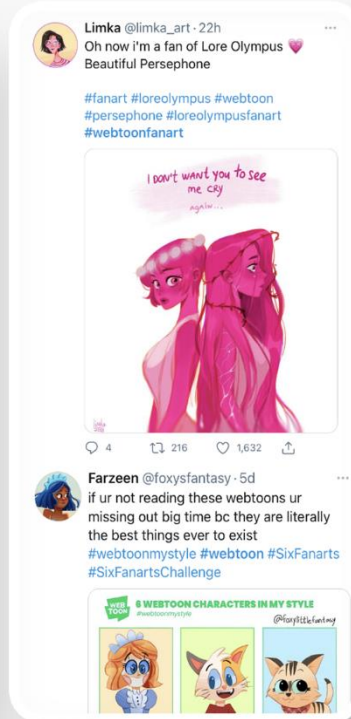 Limka @limka_art · 22h
Oh now i'm a fan of Lore Olympus 💗
Beautiful Persephone
#fanart #loreolympus #webtoon
#persephone #loreolympusfanart
#webtoonfanart
I DON'T WANT YOU TO SEE
ME CRY
again...
4 216 1,632
Farzeen @foxysfantasy · 5d
if ur not reading these webtoons ur
missing out big time bc they are literally
the best things ever to exist
#webtoonmystyle #webtoon #SixFanarts
#SixFanartsChallenge
WEB
TOON
6 WEBTOON CHARACTERS IN MY STYLE
#webtoonmystyle